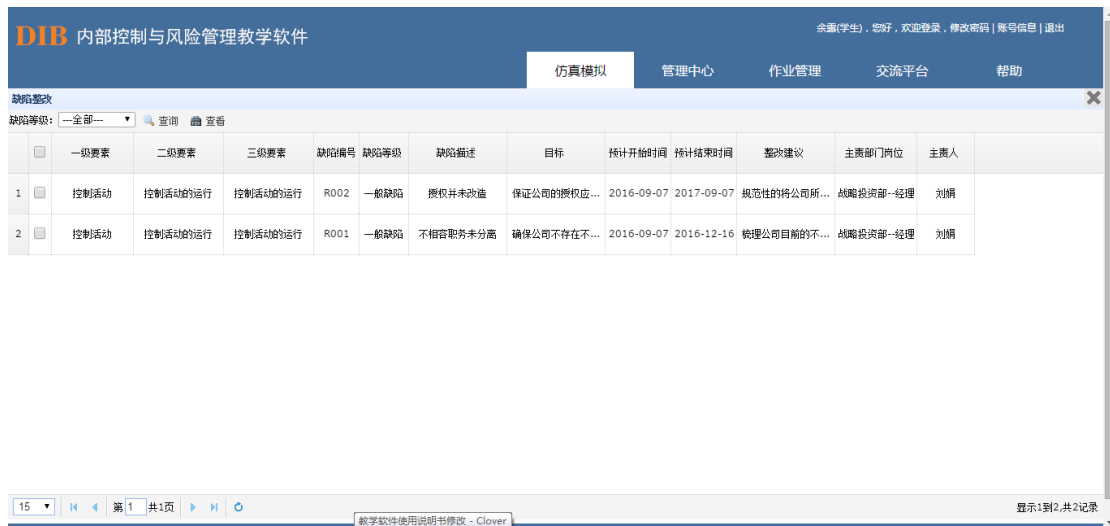 DIB 内部控制与风险管理教学软件
余露(学生)，您好，欢迎登录，修改密码 | 账号信息 | 退出
仿真模拟 管理中心 作业管理 交流平台 帮助
缺陷整改
缺陷等级: ---全部--- 查询 查看
一级要素 二级要素 三级要素 缺陷编号 缺陷等级 缺陷描述 目标 预计开始时间 预计结束时间 整改建议 主责部门岗位 主责人
1 控制活动 控制活动的运行 控制活动的运行 R002 一般缺陷 授权并未改造 保证公司的授权应... 2016-09-07 2017-09-07 规范性的将公司所... 战略投资部--经理 刘娟
2 控制活动 控制活动的运行 控制活动的运行 R001 一般缺陷 不相容职务未分离 确保公司不存在不... 2016-09-07 2016-12-16 梳理公司目前的不... 战略投资部--经理 刘娟
15 第 1 共1页 显示1到2,共2记录
教学软件使用说明书修改 - Clover